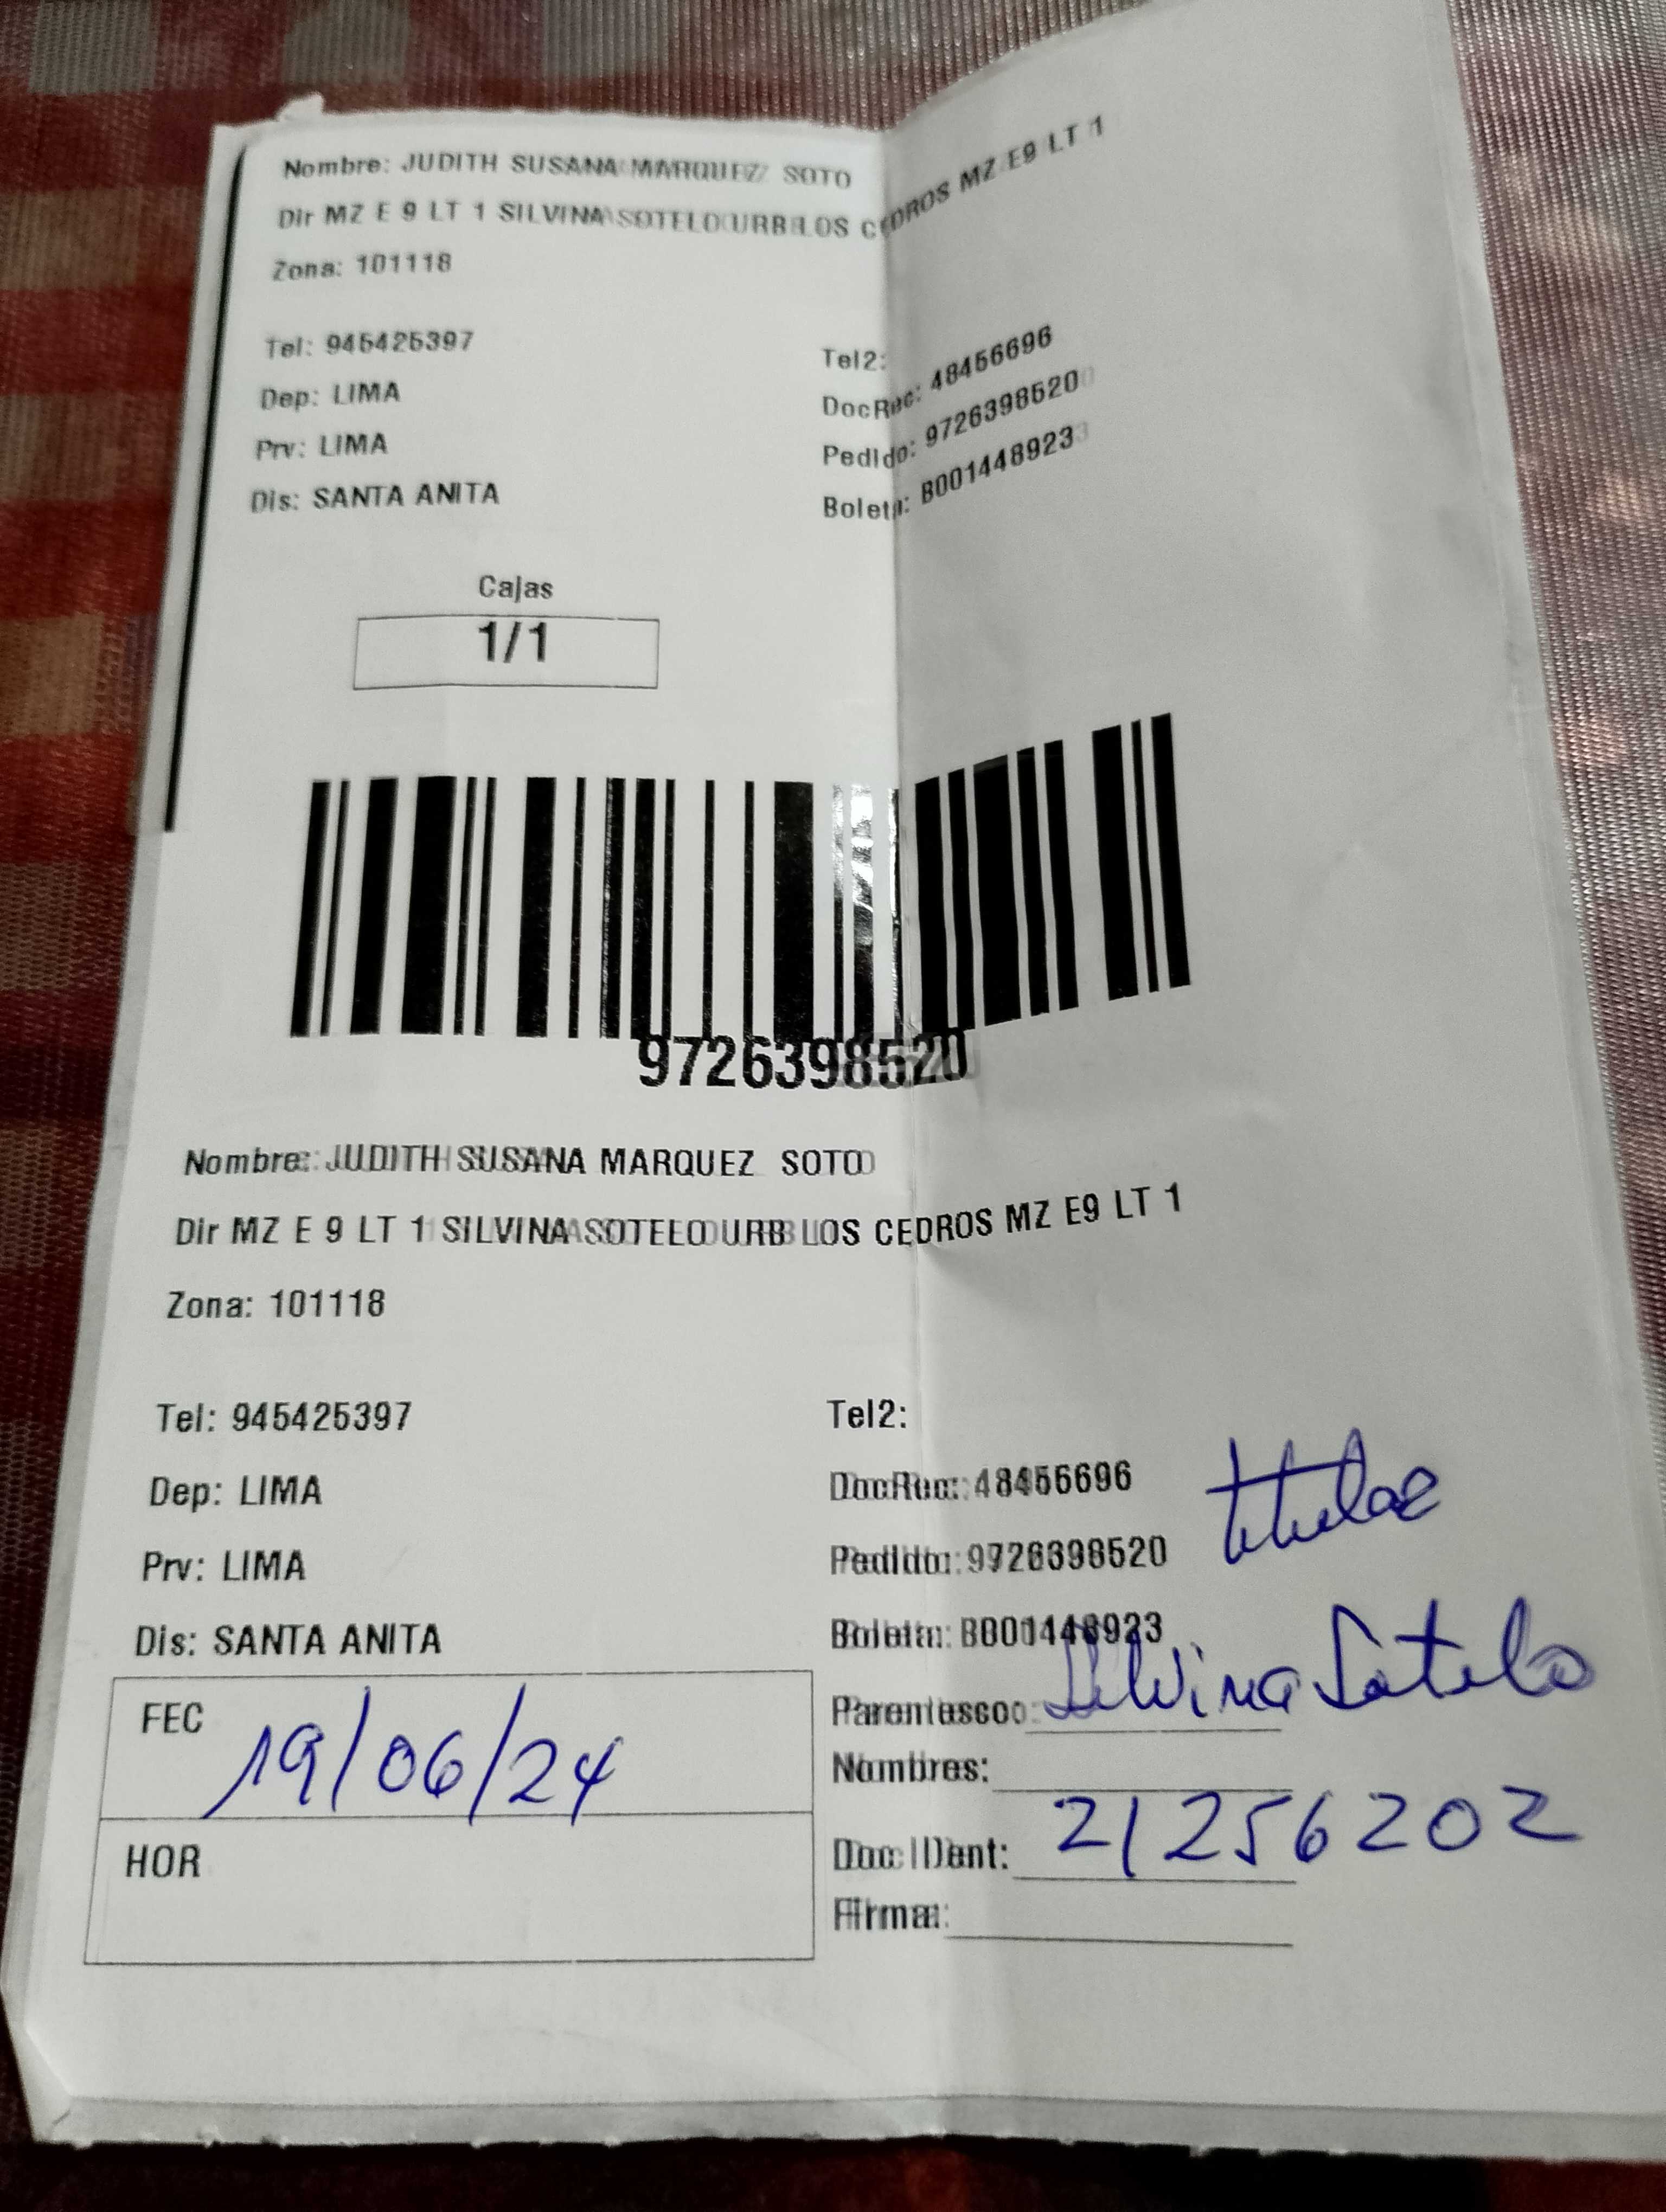 Nombre: JUDITH SUSANA MARQUEZ SOTO
Dir MZ E 9 LT 1 SILVINA SOTELO URB LOS CEDROS MZ E9 LT 1
Zona: 101118
Tel: 945425397
Tel2:
Dep: LIMA
DocRec: 48456696
Prv: LIMA
Pedido: 9726398520
Dis: SANTA ANITA
Boleta: B001448923
Cajas
1/1
9726398520
Nombre: JUDITH SUSANA MARQUEZ SOTO
Dir MZ E 9 LT 1 SILVINA SOTELO URB LOS CEDROS MZ E9 LT 1
Zona: 101118
Tel: 945425397
Tel2:
Dep: LIMA
DocRec: 48456696
Prv: LIMA
Pedido: 9726398520
Dis: SANTA ANITA
Boleta: B001448923
titular
FEC 19/06/24
Parentesco: Silvina Sotelo
Nombres:
HOR
Doc IDent: 21256202
Firma: